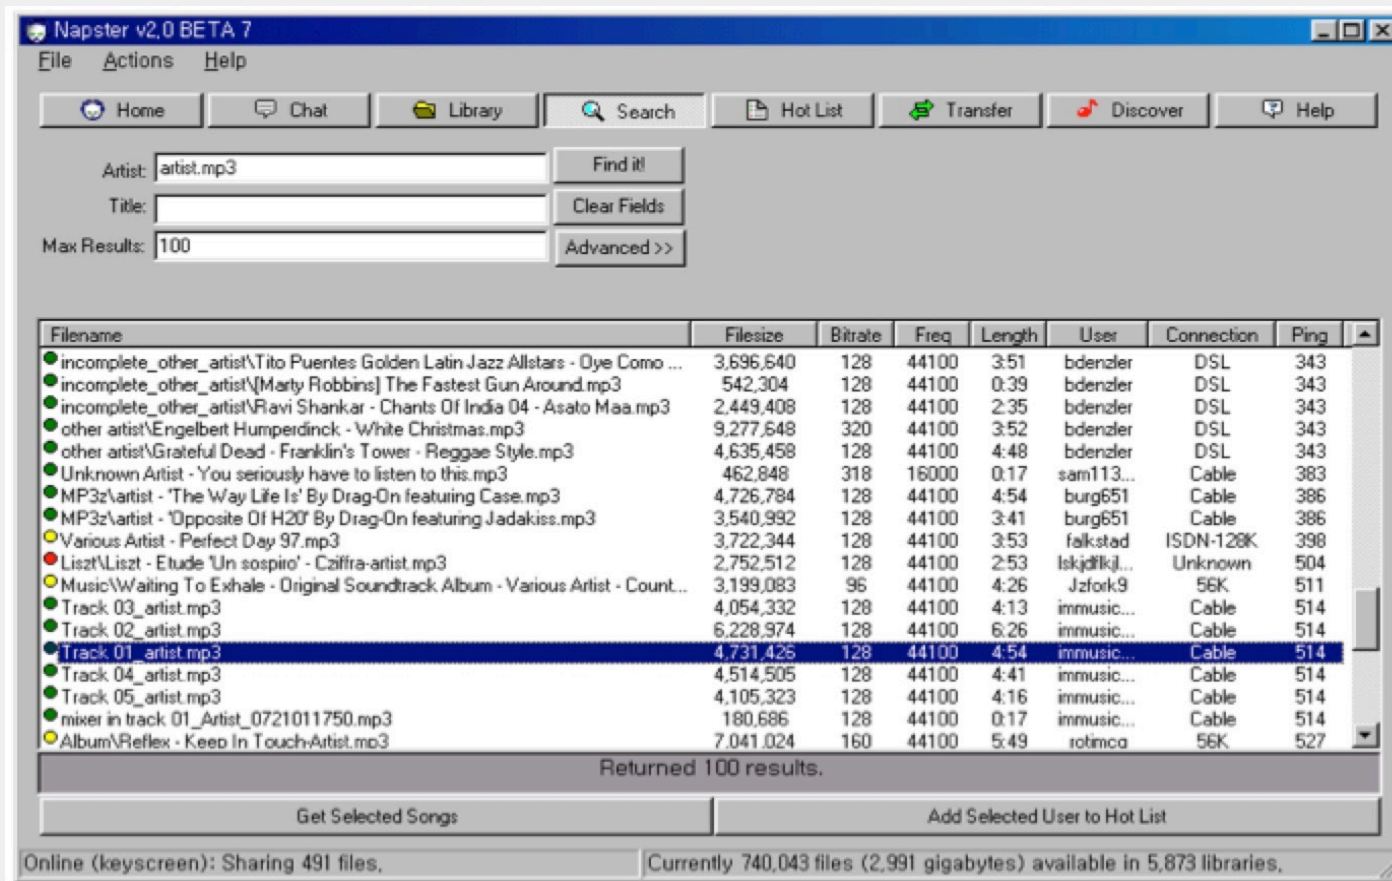 Napster v2,0 BETA 7
File Actions Help
Home Chat Library Search Hot List Transfer Discover Help
Artist: artist.mp3 Find it!
Title: Clear Fields
Max Results: 100 Advanced >>
Filename Filesize Bitrate Freq Length User Connection Ping
incomplete_other_artist\Tito Puentes Golden Latin Jazz Allstars - Oye Como ... 3,696,640 128 44100 3:51 bdenzler DSL 343
incomplete_other_artist\[Marty Robbins] The Fastest Gun Around.mp3 542,304 128 44100 0:39 bdenzler DSL 343
incomplete_other_artist\Ravi Shankar - Chants Of India 04 - Asato Maa.mp3 2,449,408 128 44100 2:35 bdenzler DSL 343
other artist\Engelbert Humperdinck - White Christmas.mp3 9,277,648 320 44100 3:52 bdenzler DSL 343
other artist\Grateful Dead - Franklin's Tower - Reggae Style.mp3 4,635,458 128 44100 4:48 bdenzler DSL 343
Unknown Artist - You seriously have to listen to this.mp3 462,848 318 16000 0:17 sam113... Cable 383
MP3z\artist - 'The Way Life Is' By Drag-On featuring Case.mp3 4,726,784 128 44100 4:54 burg651 Cable 386
MP3z\artist - 'Opposite Of H20' By Drag-On featuring Jadakiss.mp3 3,540,992 128 44100 3:41 burg651 Cable 386
Various Artist - Perfect Day 97.mp3 3,722,344 128 44100 3:53 falkstad ISDN-128K 398
Liszt\Liszt - Etude 'Un sospiro' - Cziffra-artist.mp3 2,752,512 128 44100 2:53 lskjdflkjl... Unknown 504
Music\Waiting To Exhale - Original Soundtrack Album - Various Artist - Count... 3,199,083 96 44100 4:26 Jzfork9 56K 511
Track 03_artist.mp3 4,054,332 128 44100 4:13 immusic... Cable 514
Track 02_artist.mp3 6,228,974 128 44100 6:26 immusic... Cable 514
Track 01_artist.mp3 4,731,426 128 44100 4:54 immusic... Cable 514
Track 04_artist.mp3 4,514,505 128 44100 4:41 immusic... Cable 514
Track 05_artist.mp3 4,105,323 128 44100 4:16 immusic... Cable 514
mixer in track 01_Artist_0721011750.mp3 180,686 128 44100 0:17 immusic... Cable 514
Album\Reflex - Keep In Touch-Artist.mp3 7,041,024 160 44100 5:49 rotimca 56K 527
Returned 100 results.
Get Selected Songs Add Selected User to Hot List
Online (keyscreen): Sharing 491 files, Currently 740,043 files (2,991 gigabytes) available in 5,873 libraries,